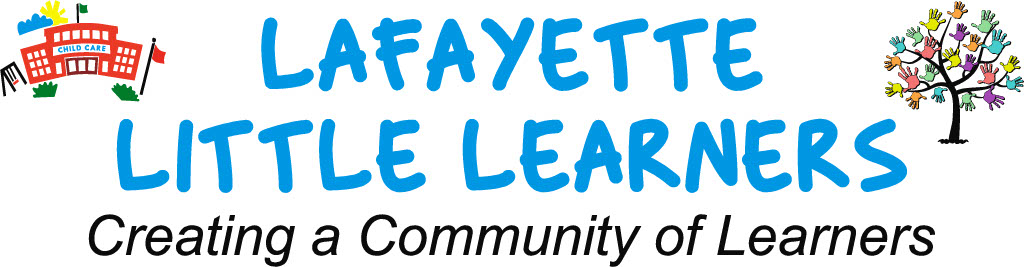 CHILD CARE
LAFAYETTE
LITTLE LEARNERS
Creating a Community of Learners